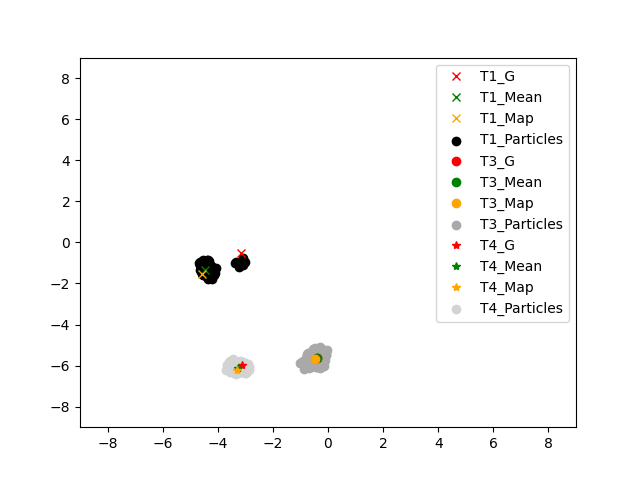 8
6
4
2
0
−2
−4
−6
−8
−8 −6 −4 −2 0 2 4 6 8
T1_G
T1_Mean
T1_Map
T1_Particles
T3_G
T3_Mean
T3_Map
T3_Particles
T4_G
T4_Mean
T4_Map
T4_Particles